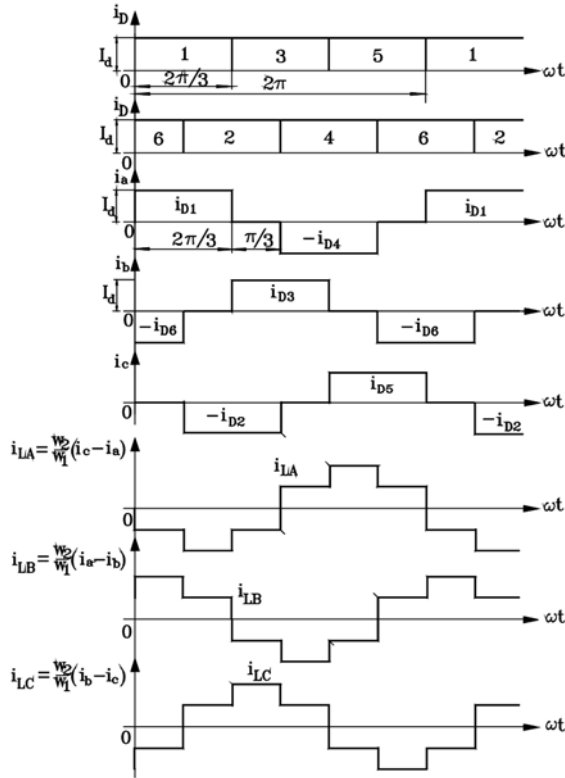 i_D
I_d 1 3 5 1
0 ωt
2π/3 2π
i_D
I_d 6 2 4 6 2
0 ωt
i_a
I_d i_D1 i_D1
0 ωt
2π/3 π/3 -i_D4
i_b
I_d i_D3
0 ωt
-i_D6 -i_D6
i_c
i_D5
0 ωt
-i_D2 -i_D2
i_LA=w_2/w_1(i_c-i_a)
i_LA
0 ωt
i_LB=w_2/w_1(i_a-i_b)
i_LB
0 ωt
i_LC=w_2/w_1(i_b-i_c)
i_LC
0 ωt